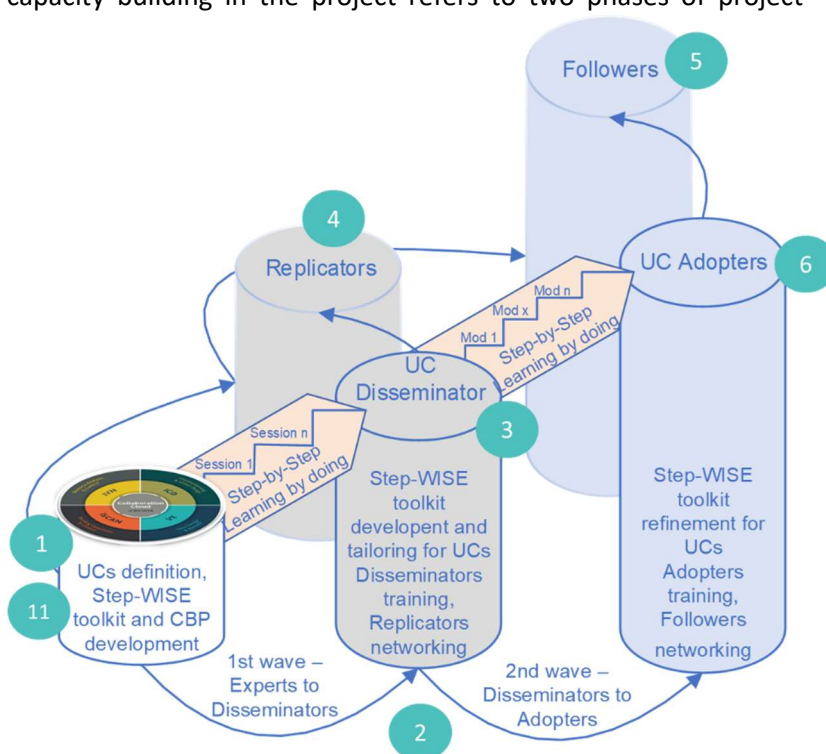 capacity building in the project refers to two phases of project
Followers
5
4
Replicators
UC Adopters
6
Mod 1
Mod x
Mod n
Step-by-Step
Learning by doing
UC
Disseminator
3
Session 1
Session n
Step-by-Step
Learning by doing
Collaboration
Cloud
1
UCs definition,
Step-WISE
toolkit and CBP
development
11
Step-WISE
toolkit
developent and
tailoring for UCs
Disseminators
training,
Replicators
networking
Step-WISE
toolkit
refinement for
UCs
Adopters
training,
Followers
networking
1st wave –
Experts to
Disseminators
2
2nd wave –
Disseminators to
Adopters